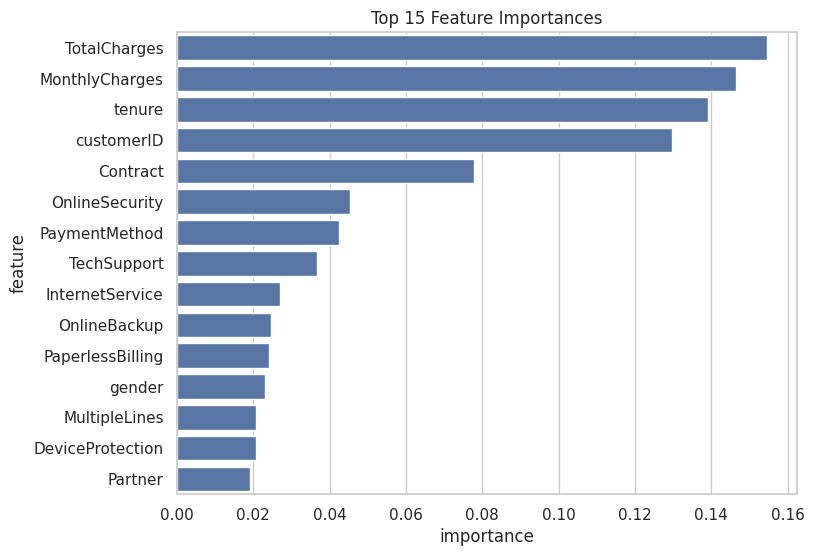 Top 15 Feature Importances
TotalCharges
MonthlyCharges
tenure
customerID
Contract
OnlineSecurity
PaymentMethod
TechSupport
InternetService
OnlineBackup
PaperlessBilling
gender
MultipleLines
DeviceProtection
Partner
feature
0.00 0.02 0.04 0.06 0.08 0.10 0.12 0.14 0.16
importance